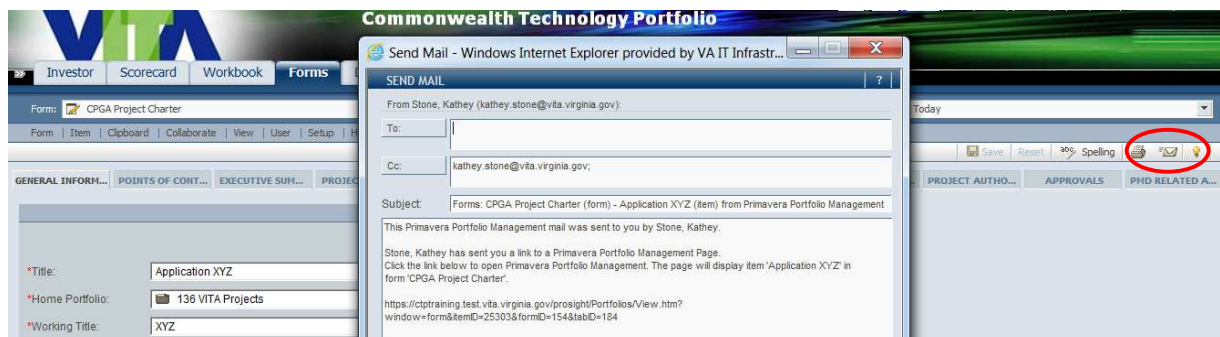 VITA
Commonwealth Technology Portfolio
Send Mail - Windows Internet Explorer provided by VA IT Infrastr...
Investor Scorecard Workbook Forms
SEND MAIL ?
Form: CPGA Project Charter
From Stone, Kathey (kathey.stone@vita.virginia.gov):
Today
Form | Item | Clipboard | Collaborate | View | User | Setup | H
To:
Save Reset Spelling
Cc: kathey.stone@vita.virginia.gov;
GENERAL INFORM... POINTS OF CONT... EXECUTIVE SUM... PROJEC
PROJECT AUTHO... APPROVALS PMD RELATED A...
Subject: Forms: CPGA Project Charter (form) - Application XYZ (item) from Primavera Portfolio Management
This Primavera Portfolio Management mail was sent to you by Stone, Kathey.
Stone, Kathey has sent you a link to a Primavera Portfolio Management Page.
Click the link below to open Primavera Portfolio Management. The page will display item 'Application XYZ' in
form 'CPGA Project Charter'.
https://ctptraining.test.vita.virginia.gov/prosight/Portfolios/View.htm?
window=form&itemID=25303&formID=154&tabID=184
*Title: Application XYZ
*Home Portfolio: 136 VITA Projects
*Working Title: XYZ